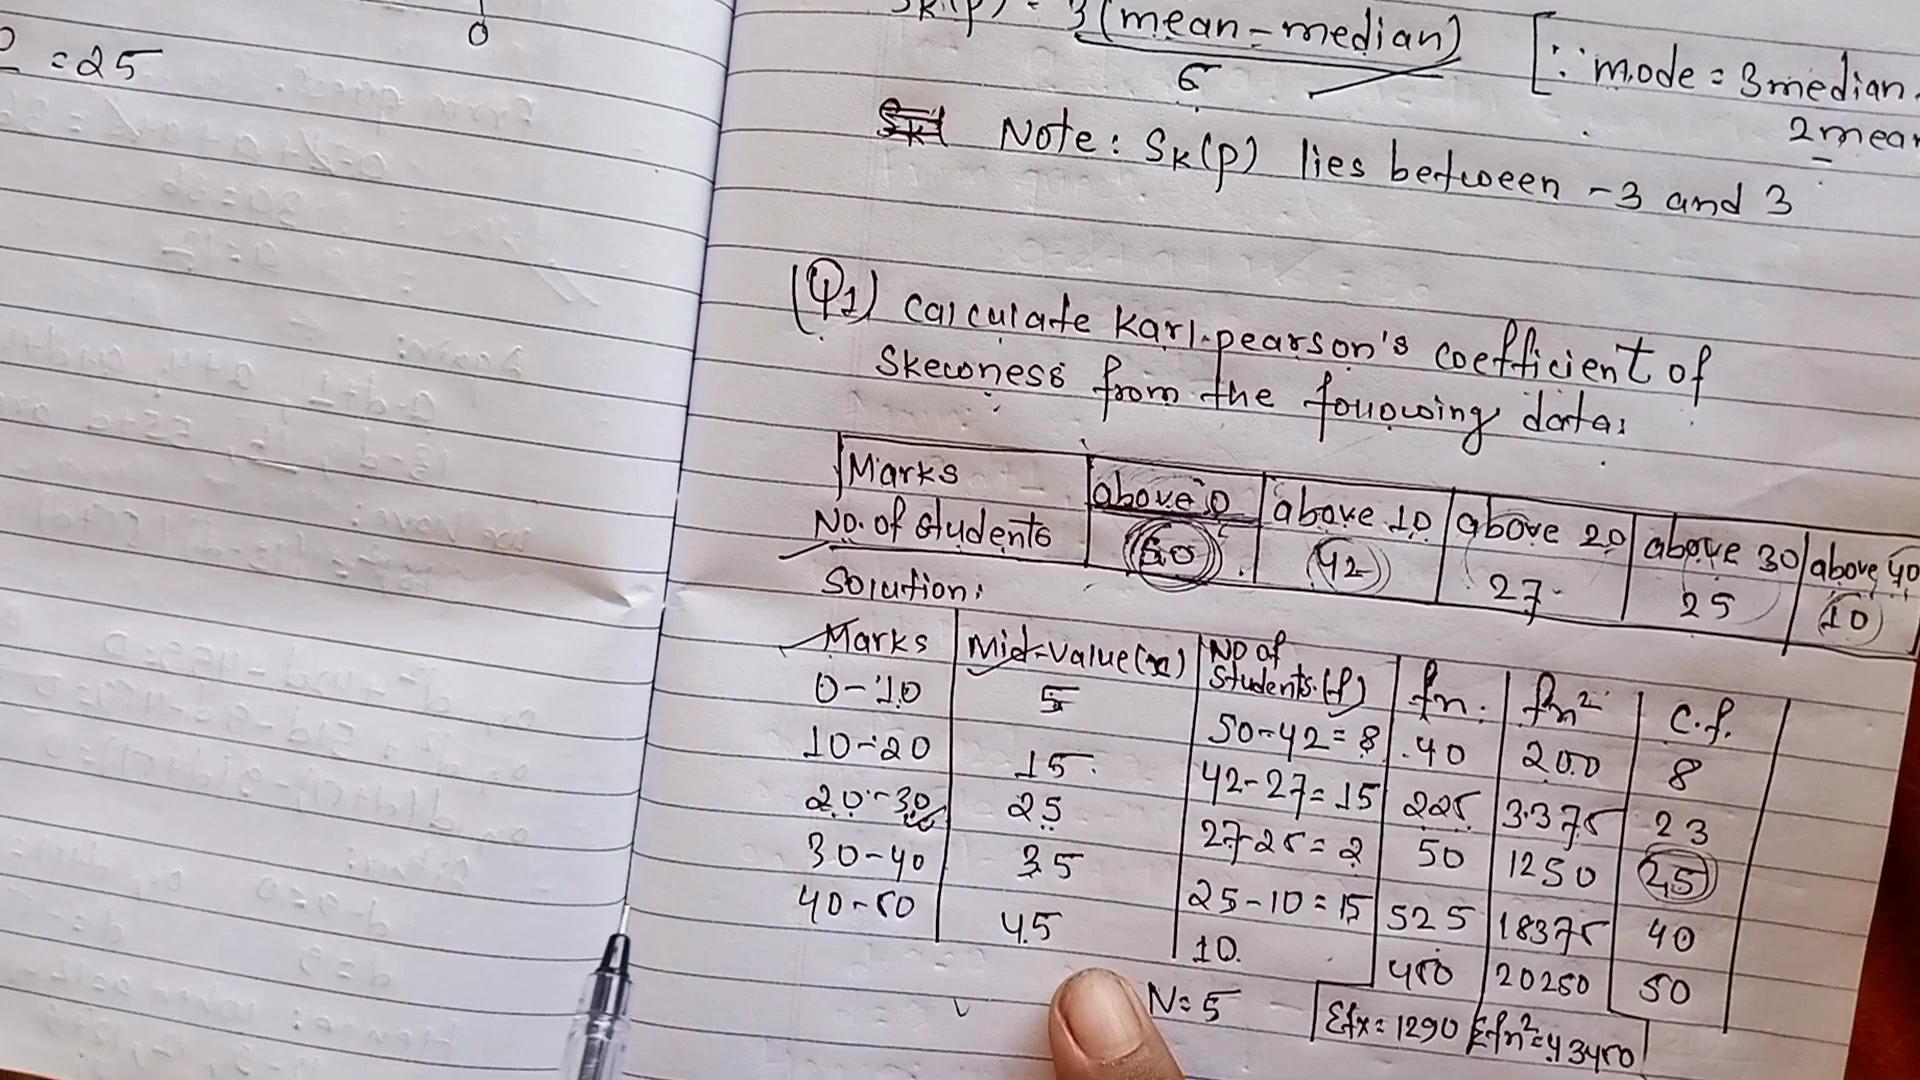 = 25
0
Sk(p) = 3(mean-median)
6
[∵ mode = 3median -
2mean
Note: Sk(p) lies between -3 and 3
(Q1) calculate Karl-pearson's coefficient of
Skewness from the following data:
Marks | above 0 | above 10 | above 20 | above 30 | above 40
No. of students | 50 | 42 | 27 | 25 | 10
Solution:
Marks | Mid-value(x) | No of Students (f) | fx | fx² | c.f.
0-10 | 5 | 50-42=8 | 40 | 200 | 8
10-20 | 15 | 42-27=15 | 225 | 3375 | 23
20-30 | 25 | 27-25=2 | 50 | 1250 | 25
30-40 | 35 | 25-10=15 | 525 | 18375 | 40
40-50 | 45 | 10 | 450 | 20250 | 50
N=5 | Σfx=1290 | Σfx²=43450